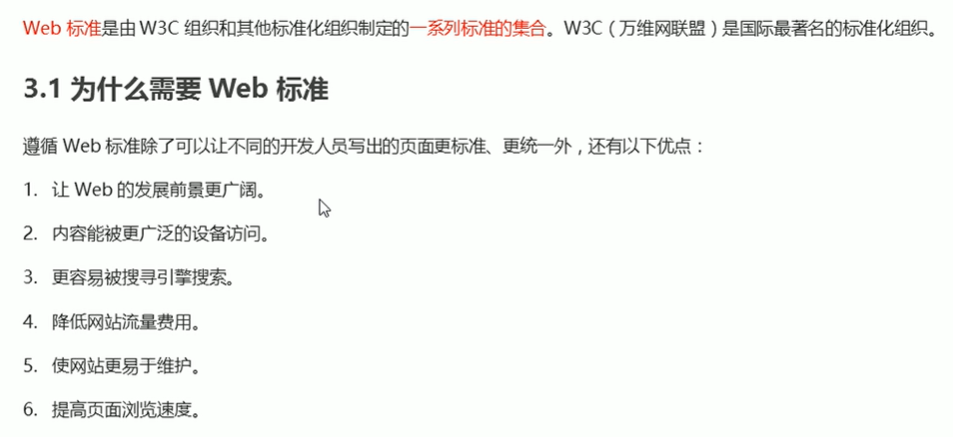 Web 标准是由 W3C 组织和其他标准化组织制定的一系列标准的集合。W3C（万维网联盟）是国际最著名的标准化组织。
3.1 为什么需要 Web 标准
遵循 Web 标准除了可以让不同的开发人员写出的页面更标准、更统一外，还有以下优点：
1. 让 Web 的发展前景更广阔。
2. 内容能被更广泛的设备访问。
3. 更容易被搜寻引擎搜索。
4. 降低网站流量费用。
5. 使网站更易于维护。
6. 提高页面浏览速度。